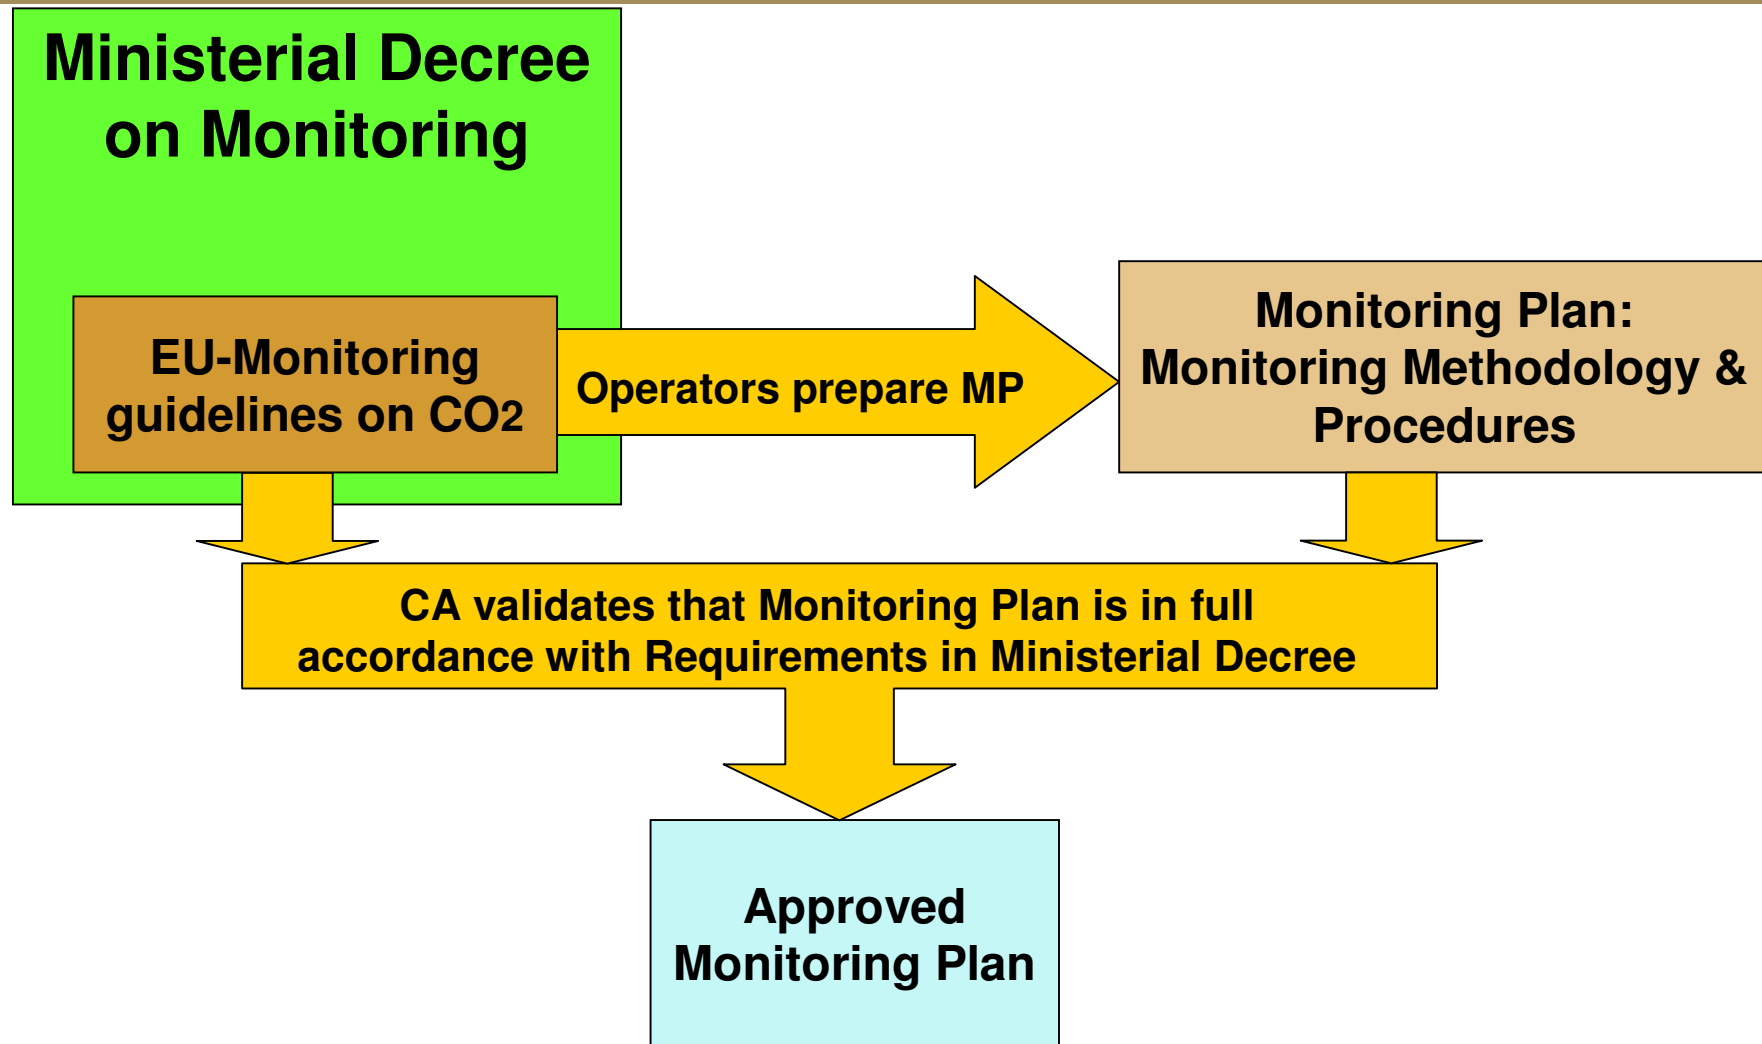 Ministerial Decree
on Monitoring
EU-Monitoring
guidelines on CO2
Operators prepare MP
Monitoring Plan:
Monitoring Methodology &
Procedures
CA validates that Monitoring Plan is in full
accordance with Requirements in Ministerial Decree
Approved
Monitoring Plan